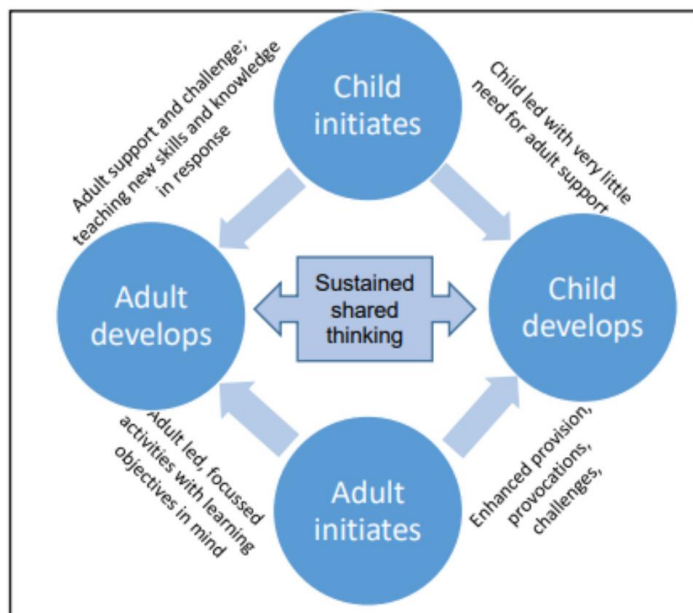 Adult support and challenge;
teaching new skills and knowledge
in response
Child
initiates
Child led with very little
need for adult support
Adult
develops
Sustained
shared
thinking
Child
develops
Adult led, focussed
activities with learning
objectives in mind
Adult
initiates
Enhanced provision,
provocations,
challenges,